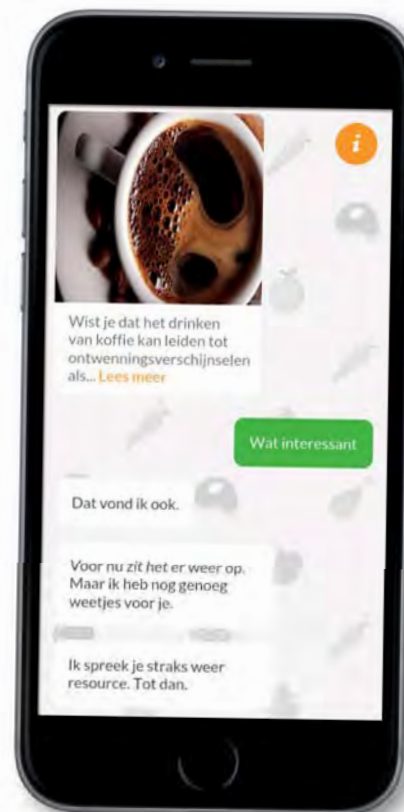 i
Wist je dat het drinken
van koffie kan leiden tot
ontwenningsverschijnselen
als... Lees meer
Wat interessant
Dat vond ik ook.
Voor nu zit het er weer op.
Maar ik heb nog genoeg
weetjes voor je.
Ik spreek je straks weer
resource. Tot dan.